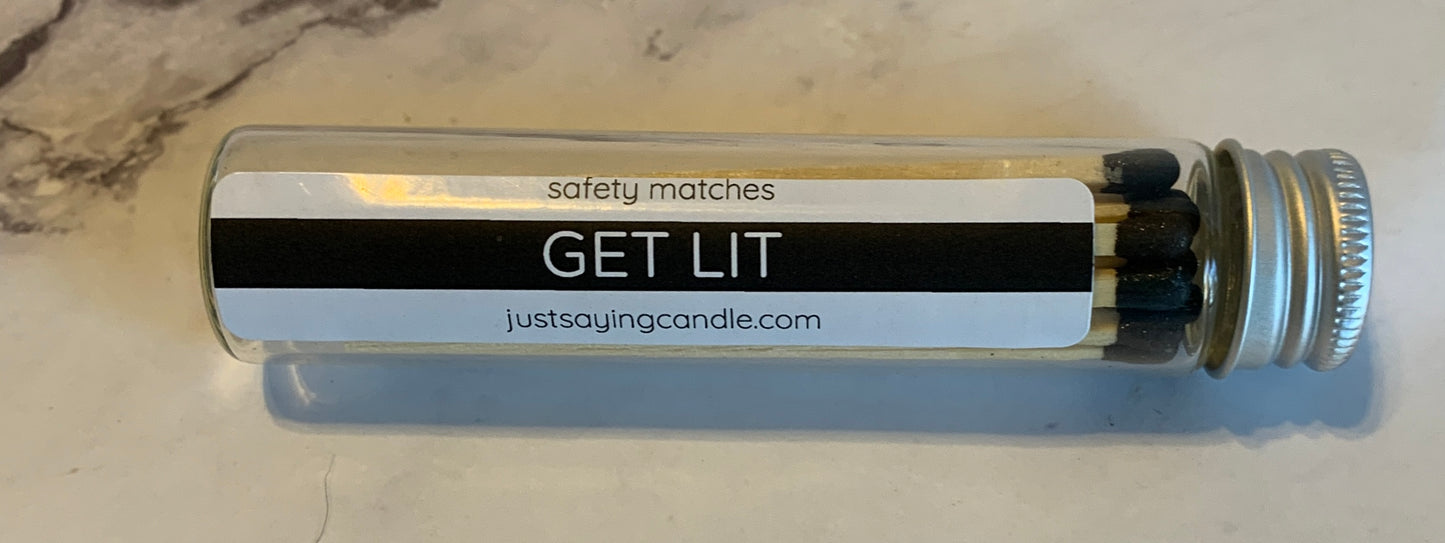 safety matches
GET LIT
justsayingcandle.com